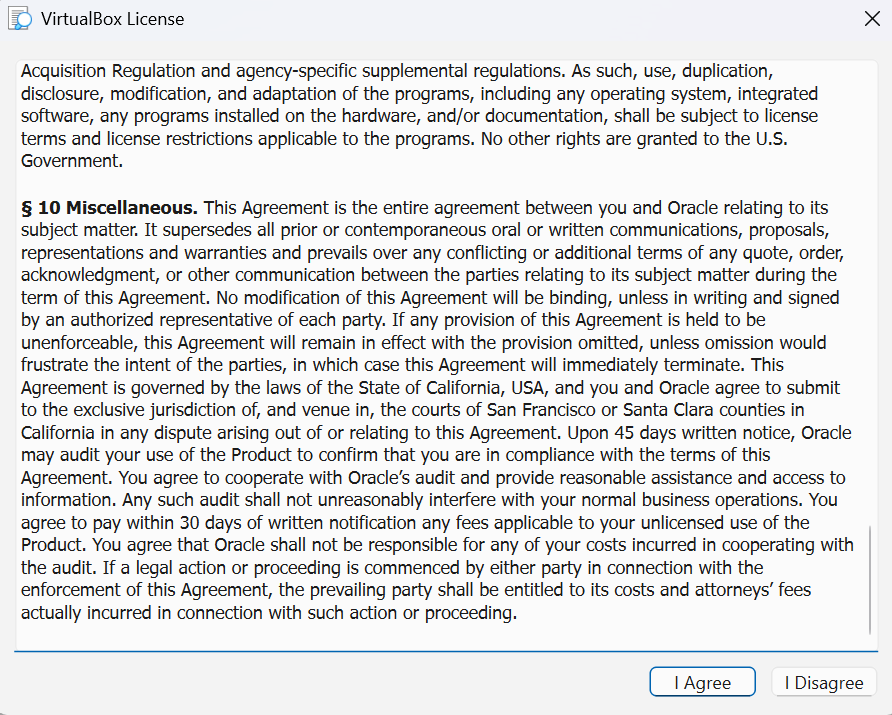 VirtualBox License
Acquisition Regulation and agency-specific supplemental regulations. As such, use, duplication,
disclosure, modification, and adaptation of the programs, including any operating system, integrated
software, any programs installed on the hardware, and/or documentation, shall be subject to license
terms and license restrictions applicable to the programs. No other rights are granted to the U.S.
Government.
§ 10 Miscellaneous. This Agreement is the entire agreement between you and Oracle relating to its
subject matter. It supersedes all prior or contemporaneous oral or written communications, proposals,
representations and warranties and prevails over any conflicting or additional terms of any quote, order,
acknowledgment, or other communication between the parties relating to its subject matter during the
term of this Agreement. No modification of this Agreement will be binding, unless in writing and signed
by an authorized representative of each party. If any provision of this Agreement is held to be
unenforceable, this Agreement will remain in effect with the provision omitted, unless omission would
frustrate the intent of the parties, in which case this Agreement will immediately terminate. This
Agreement is governed by the laws of the State of California, USA, and you and Oracle agree to submit
to the exclusive jurisdiction of, and venue in, the courts of San Francisco or Santa Clara counties in
California in any dispute arising out of or relating to this Agreement. Upon 45 days written notice, Oracle
may audit your use of the Product to confirm that you are in compliance with the terms of this
Agreement. You agree to cooperate with Oracle’s audit and provide reasonable assistance and access to
information. Any such audit shall not unreasonably interfere with your normal business operations. You
agree to pay within 30 days of written notification any fees applicable to your unlicensed use of the
Product. You agree that Oracle shall not be responsible for any of your costs incurred in cooperating with
the audit. If a legal action or proceeding is commenced by either party in connection with the
enforcement of this Agreement, the prevailing party shall be entitled to its costs and attorneys’ fees
actually incurred in connection with such action or proceeding.
I Agree
I Disagree